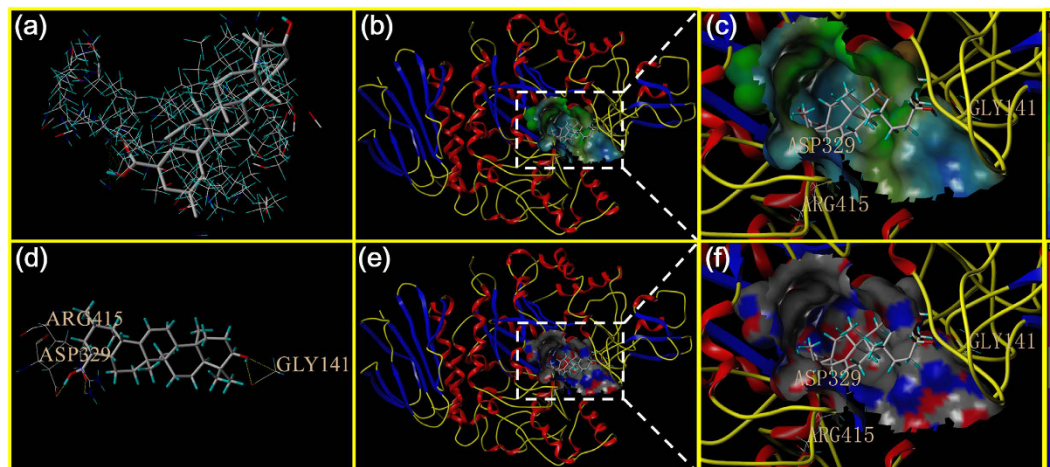 (a)
(b)
(c)
GLY141
ASP329
ARG415
(d)
ARG415
ASP329
GLY141
(e)
(f)
GLY141
ASP329
ARG415